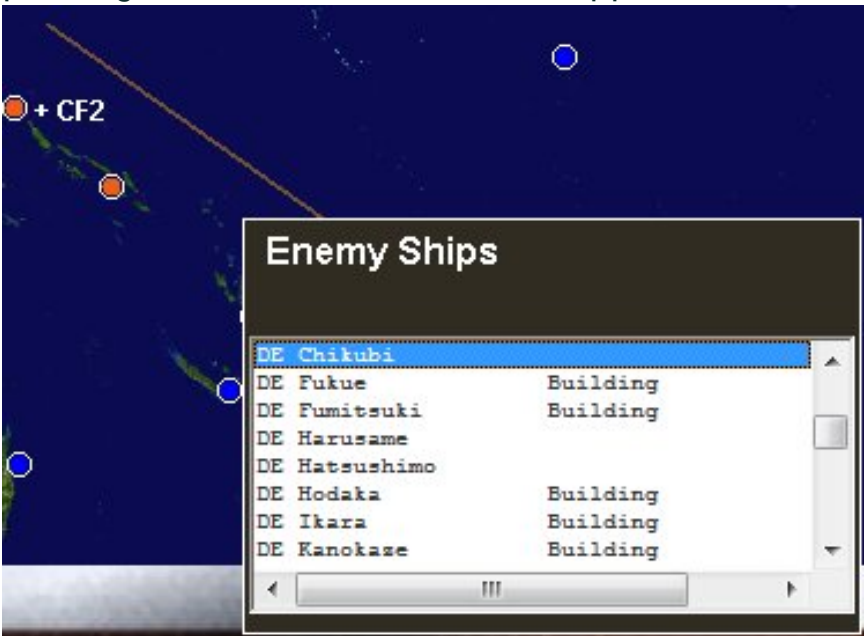 + CF2
Enemy Ships
DE Chikubi
DE Fukue Building
DE Fumitsuki Building
DE Harusame
DE Hatsushimo
DE Hodaka Building
DE Ikara Building
DE Kanokaze Building